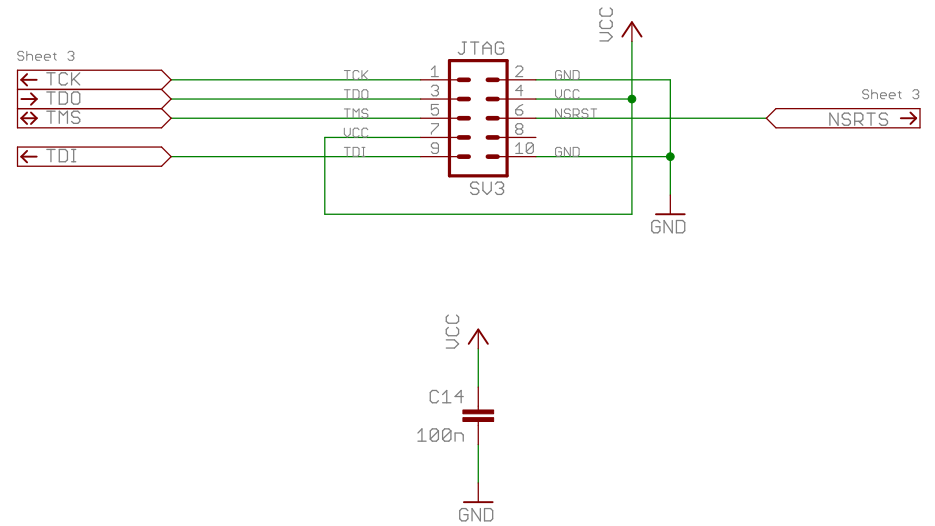 VCC
JTAG
Sheet 3
TCK TCK 1 2 GND
TDO TDO 3 4 VCC
Sheet 3
TMS TMS 5 6 NSRST NSRTS
VCC 7 8
TDI TDI 9 10 GND
SV3
GND
VCC
C14
100n
GND